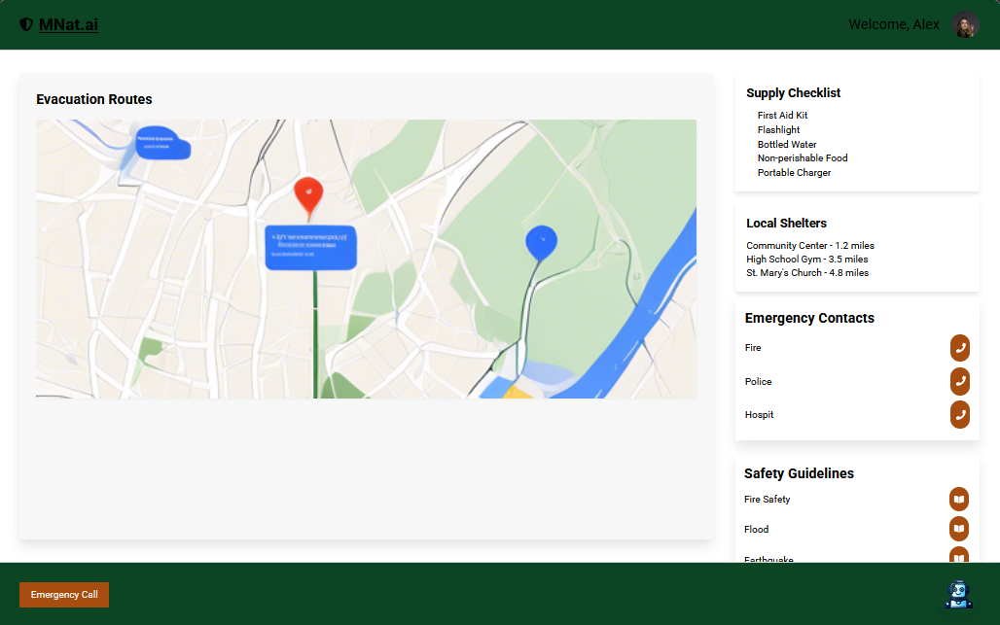 MNat.ai
Welcome, Alex
Evacuation Routes
Supply Checklist
First Aid Kit
Flashlight
Bottled Water
Non-perishable Food
Portable Charger
Local Shelters
Community Center - 1.2 miles
High School Gym - 3.5 miles
St. Mary's Church - 4.8 miles
Emergency Contacts
Fire
Police
Hospit
Safety Guidelines
Fire Safety
Flood
Earthquake
Emergency Call